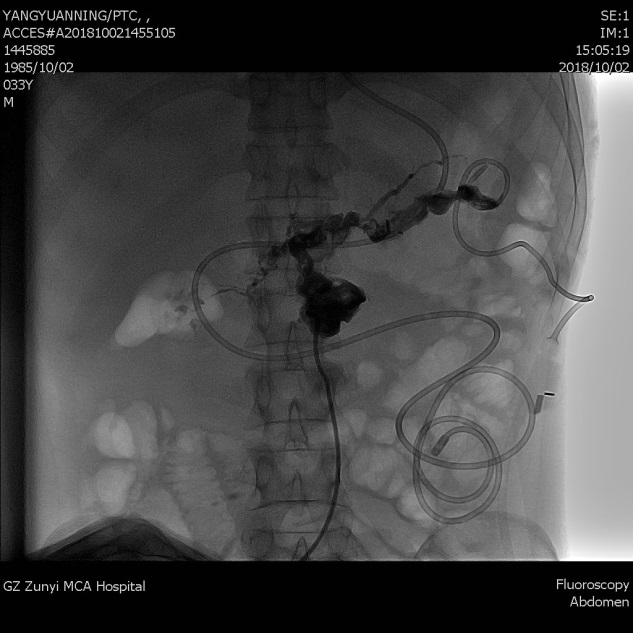 YANGYUANNING/PTC, ,
ACCES#A201810021455105
1445885
1985/10/02
033Y
M
SE:1
IM:1
15:05:19
2018/10/02
GZ Zunyi MCA Hospital
Fluoroscopy
Abdomen